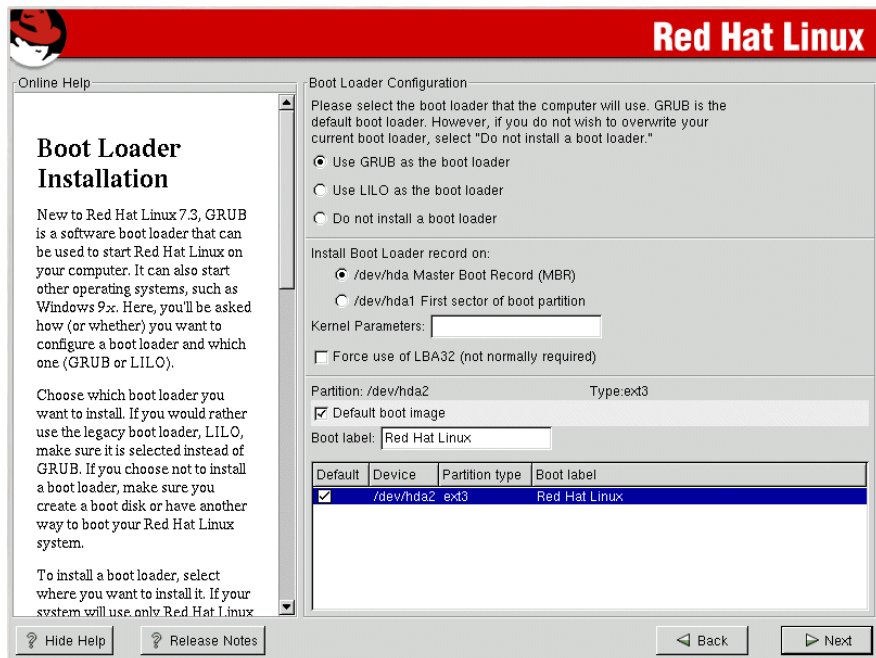 Red Hat Linux
Online Help
Boot Loader
Installation
New to Red Hat Linux 7.3, GRUB
is a software boot loader that can
be used to start Red Hat Linux on
your computer. It can also start
other operating systems, such as
Windows 9x. Here, you'll be asked
how (or whether) you want to
configure a boot loader and which
one (GRUB or LILO).
Choose which boot loader you
want to install. If you would rather
use the legacy boot loader, LILO,
make sure it is selected instead of
GRUB. If you choose not to install
a boot loader, make sure you
create a boot disk or have another
way to boot your Red Hat Linux
system.
To install a boot loader, select
where you want to install it. If your
system will use only Red Hat Linux
Boot Loader Configuration
Please select the boot loader that the computer will use. GRUB is the
default boot loader. However, if you do not wish to overwrite your
current boot loader, select "Do not install a boot loader."
Use GRUB as the boot loader
Use LILO as the boot loader
Do not install a boot loader
Install Boot Loader record on:
/dev/hda Master Boot Record (MBR)
/dev/hda1 First sector of boot partition
Kernel Parameters:
Force use of LBA32 (not normally required)
Partition: /dev/hda2 Type:ext3
Default boot image
Boot label: Red Hat Linux
Default Device Partition type Boot label
/dev/hda2 ext3 Red Hat Linux
Hide Help Release Notes Back Next